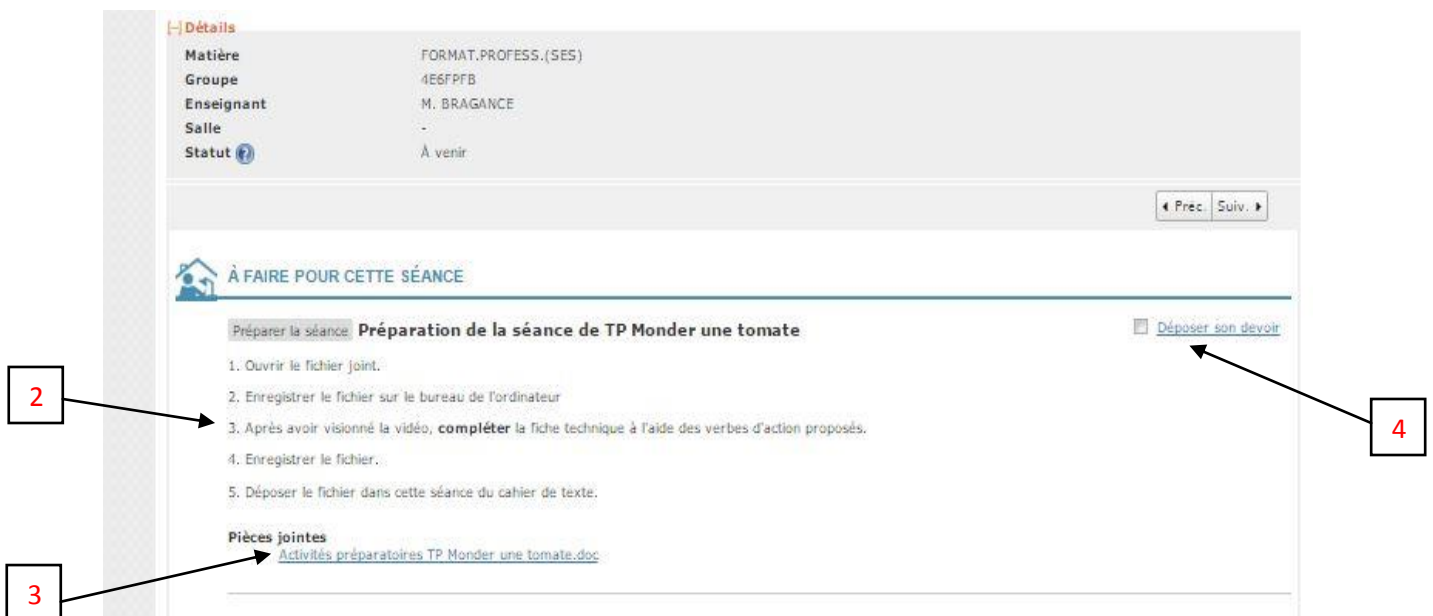 [-] Détails
Matière FORMAT.PROFESS.(SES)
Groupe 4E6FPFB
Enseignant M. BRAGANCE
Salle -
Statut ? À venir
Préc. Suiv.
À FAIRE POUR CETTE SÉANCE
Préparer la séance Préparation de la séance de TP Monder une tomate Déposer son devoir
1. Ouvrir le fichier joint.
2. Enregistrer le fichier sur le bureau de l'ordinateur
2
3. Après avoir visionné la vidéo, compléter la fiche technique à l'aide des verbes d'action proposés.
4
4. Enregistrer le fichier.
5. Déposer le fichier dans cette séance du cahier de texte.
Pièces jointes
Activités préparatoires TP Monder une tomate.doc
3